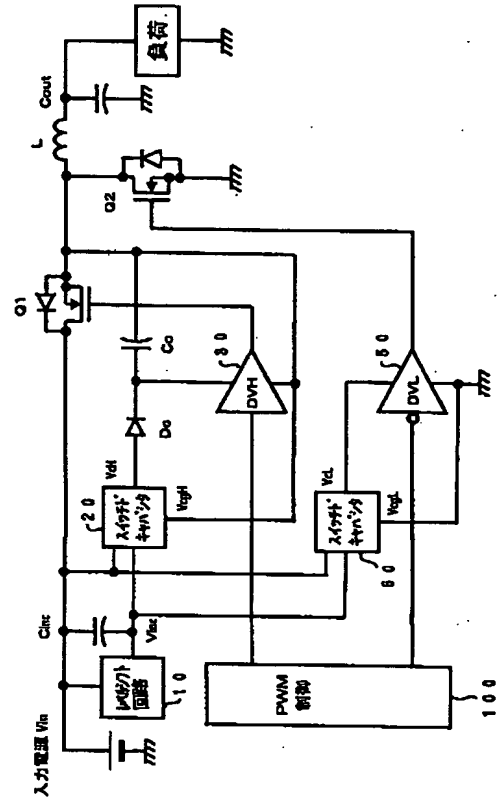 入力電源 Vin
Cinc
Vinc
レベルシフト
回路
10
20
スイッチド
キャパシタ
VcH
VcgH
Do
Co
Q1
L
Cout
負荷
Q2
DVH
30
スイッチド
キャパシタ
60
VcL
VcgL
DVL
50
PWM
制御
100